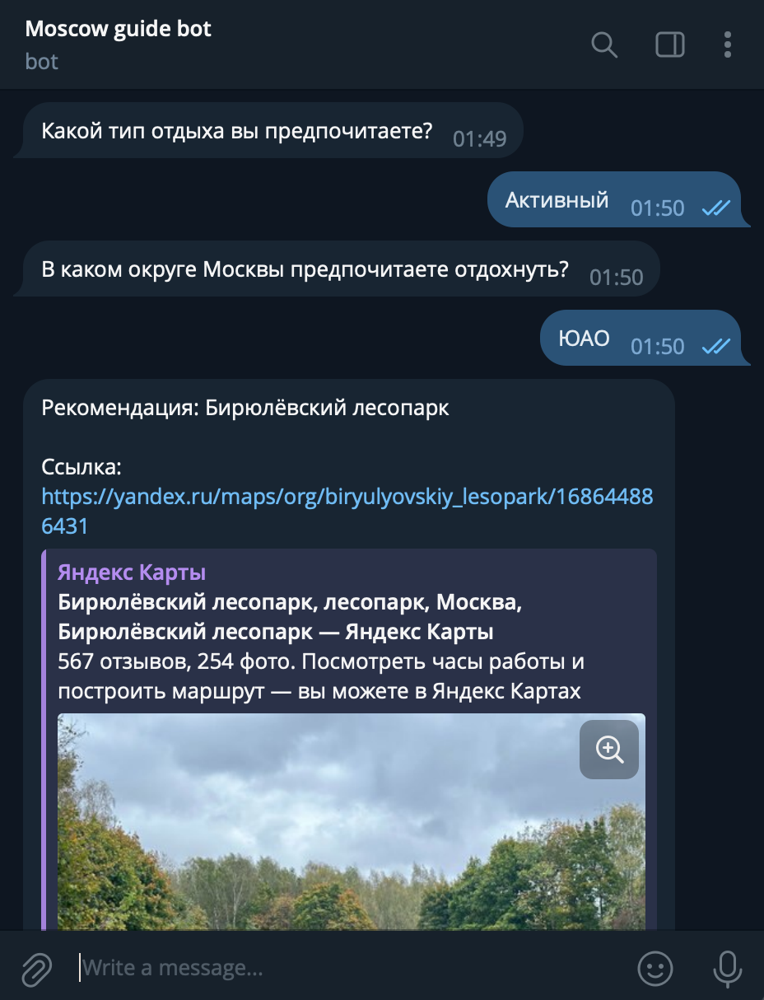 Moscow guide bot
bot
Какой тип отдыха вы предпочитаете? 01:49
Активный 01:50
В каком округе Москвы предпочитаете отдохнуть? 01:50
ЮАО 01:50
Рекомендация: Бирюлёвский лесопарк
Ссылка:
https://yandex.ru/maps/org/biryulyovskiy_lesopark/16864488
6431
Яндекс Карты
Бирюлёвский лесопарк, лесопарк, Москва,
Бирюлёвский лесопарк — Яндекс Карты
567 отзывов, 254 фото. Посмотреть часы работы и
построить маршрут — вы можете в Яндекс Картах
Write a message...